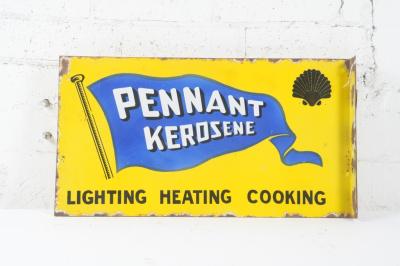 PENNANT
KEROSENE
LIGHTING HEATING COOKING